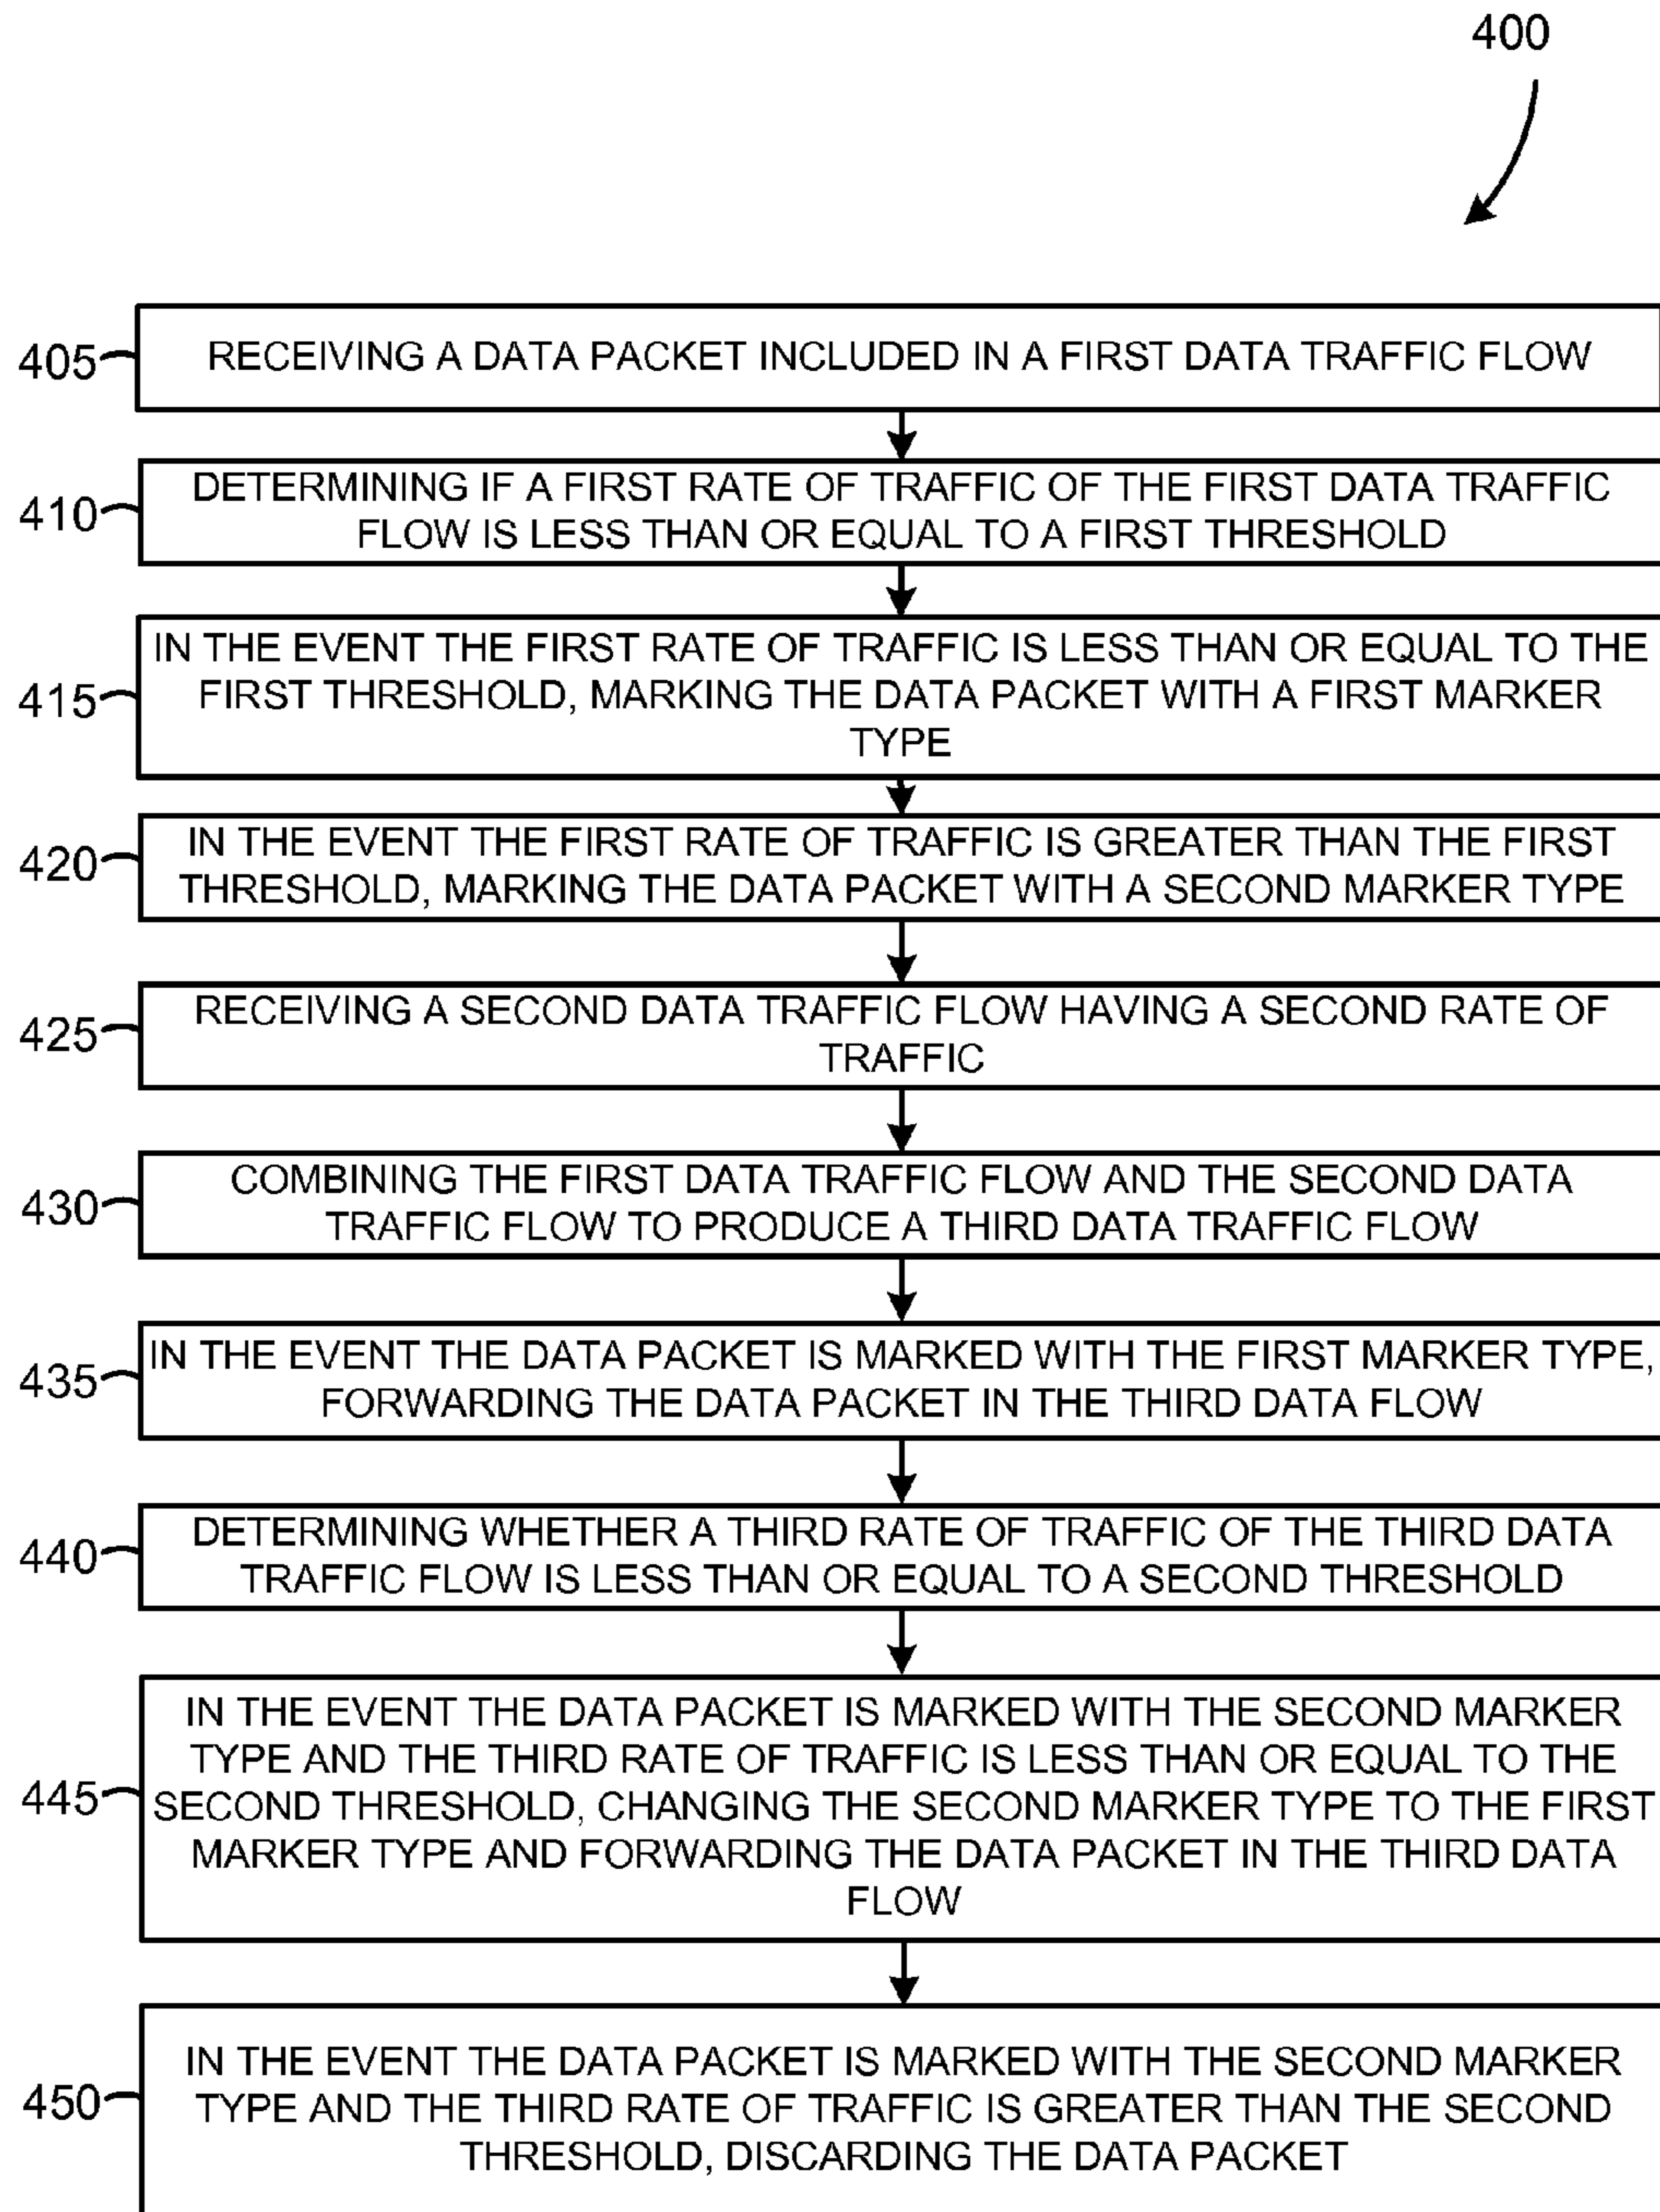 400
405
RECEIVING A DATA PACKET INCLUDED IN A FIRST DATA TRAFFIC FLOW
410
DETERMINING IF A FIRST RATE OF TRAFFIC OF THE FIRST DATA TRAFFIC
FLOW IS LESS THAN OR EQUAL TO A FIRST THRESHOLD
415
IN THE EVENT THE FIRST RATE OF TRAFFIC IS LESS THAN OR EQUAL TO THE
FIRST THRESHOLD, MARKING THE DATA PACKET WITH A FIRST MARKER
TYPE
420
IN THE EVENT THE FIRST RATE OF TRAFFIC IS GREATER THAN THE FIRST
THRESHOLD, MARKING THE DATA PACKET WITH A SECOND MARKER TYPE
425
RECEIVING A SECOND DATA TRAFFIC FLOW HAVING A SECOND RATE OF
TRAFFIC
430
COMBINING THE FIRST DATA TRAFFIC FLOW AND THE SECOND DATA
TRAFFIC FLOW TO PRODUCE A THIRD DATA TRAFFIC FLOW
435
IN THE EVENT THE DATA PACKET IS MARKED WITH THE FIRST MARKER TYPE,
FORWARDING THE DATA PACKET IN THE THIRD DATA FLOW
440
DETERMINING WHETHER A THIRD RATE OF TRAFFIC OF THE THIRD DATA
TRAFFIC FLOW IS LESS THAN OR EQUAL TO A SECOND THRESHOLD
445
IN THE EVENT THE DATA PACKET IS MARKED WITH THE SECOND MARKER
TYPE AND THE THIRD RATE OF TRAFFIC IS LESS THAN OR EQUAL TO THE
SECOND THRESHOLD, CHANGING THE SECOND MARKER TYPE TO THE FIRST
MARKER TYPE AND FORWARDING THE DATA PACKET IN THE THIRD DATA
FLOW
450
IN THE EVENT THE DATA PACKET IS MARKED WITH THE SECOND MARKER
TYPE AND THE THIRD RATE OF TRAFFIC IS GREATER THAN THE SECOND
THRESHOLD, DISCARDING THE DATA PACKET